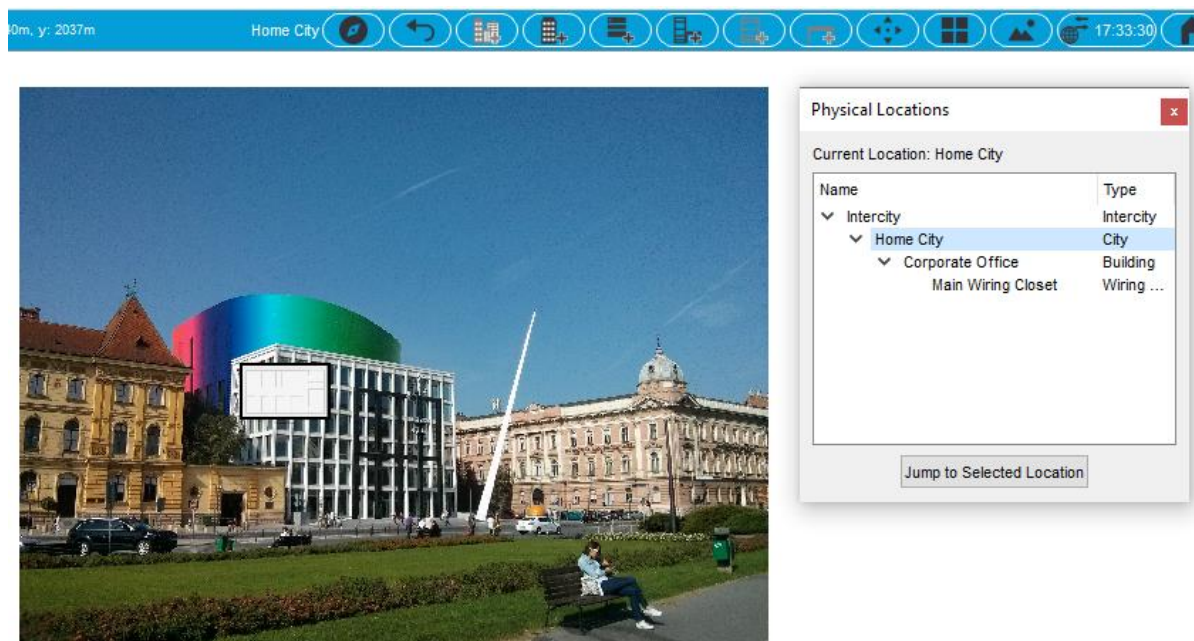 0m, y: 2037m
Home City
17:33:30
Physical Locations
x
Current Location: Home City
Name Type
Intercity Intercity
Home City City
Corporate Office Building
Main Wiring Closet Wiring ...
Jump to Selected Location